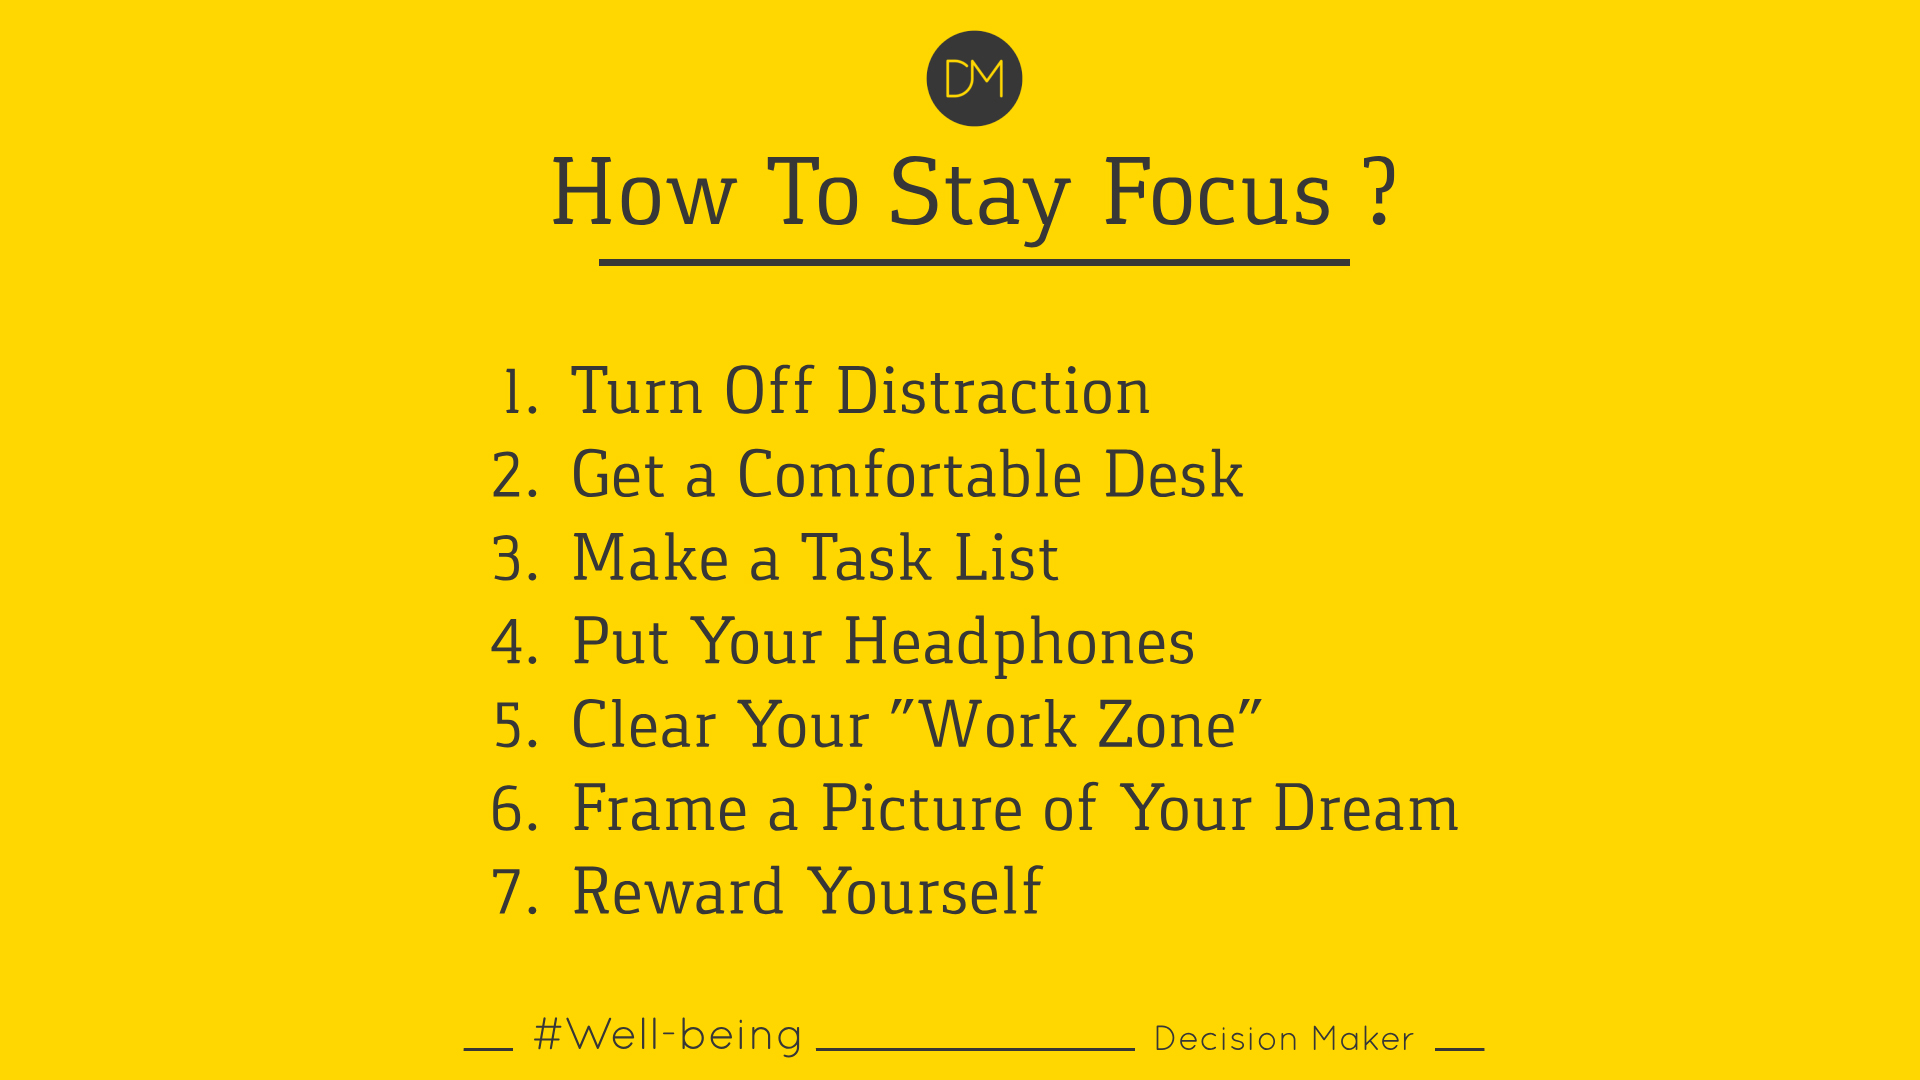 DM
How To Stay Focus ?
1. Turn Off Distraction
2. Get a Comfortable Desk
3. Make a Task List
4. Put Your Headphones
5. Clear Your "Work Zone"
6. Frame a Picture of Your Dream
7. Reward Yourself
#Well-being
Decision Maker